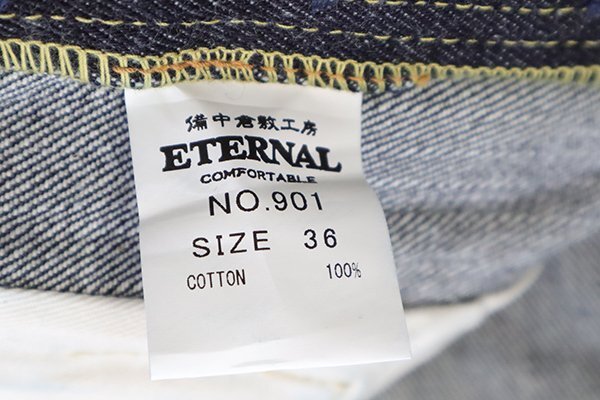 備中倉敷工房
ETERNAL
COMFORTABLE
NO.901
SIZE 36
COTTON 100%